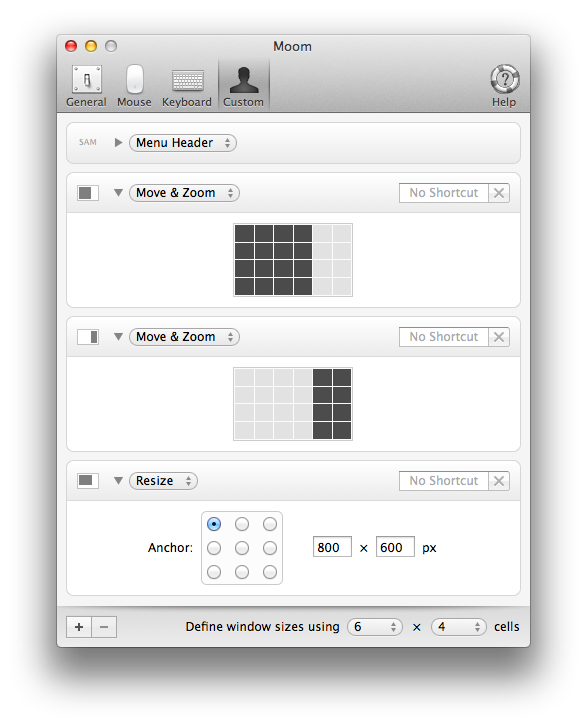 Moom
General Mouse Keyboard Custom Help
SAM Menu Header
Move & Zoom No Shortcut
Move & Zoom No Shortcut
Resize No Shortcut
Anchor: 800 × 600 px
+ − Define window sizes using 6 × 4 cells